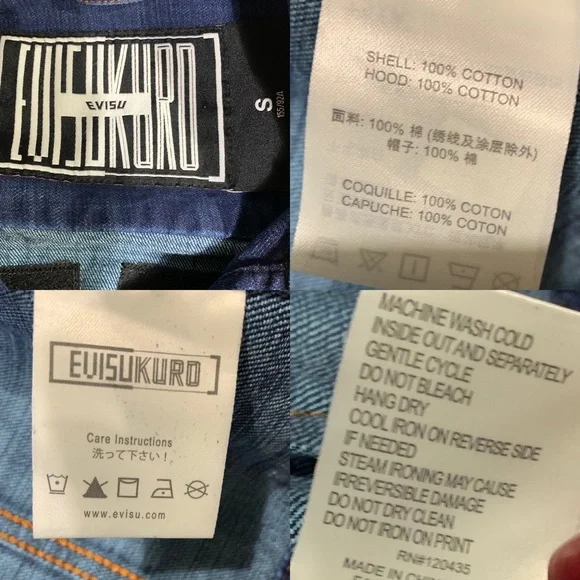 EVISUKURO
EVISU
S
155/82A
SHELL: 100% COTTON
HOOD: 100% COTTON
面料: 100% 棉 (绣线及涂层除外)
帽子: 100% 棉
COQUILLE: 100% COTON
CAPUCHE: 100% COTON
EVISUKURO
Care Instructions
洗って下さい!
www.evisu.com
MACHINE WASH COLD
INSIDE OUT AND SEPARATELY
GENTLE CYCLE
DO NOT BLEACH
HANG DRY
COOL IRON ON REVERSE SIDE
IF NEEDED
STEAM IRONING MAY CAUSE
IRREVERSIBLE DAMAGE
DO NOT DRY CLEAN
DO NOT IRON ON PRINT
RN#120435
MADE IN